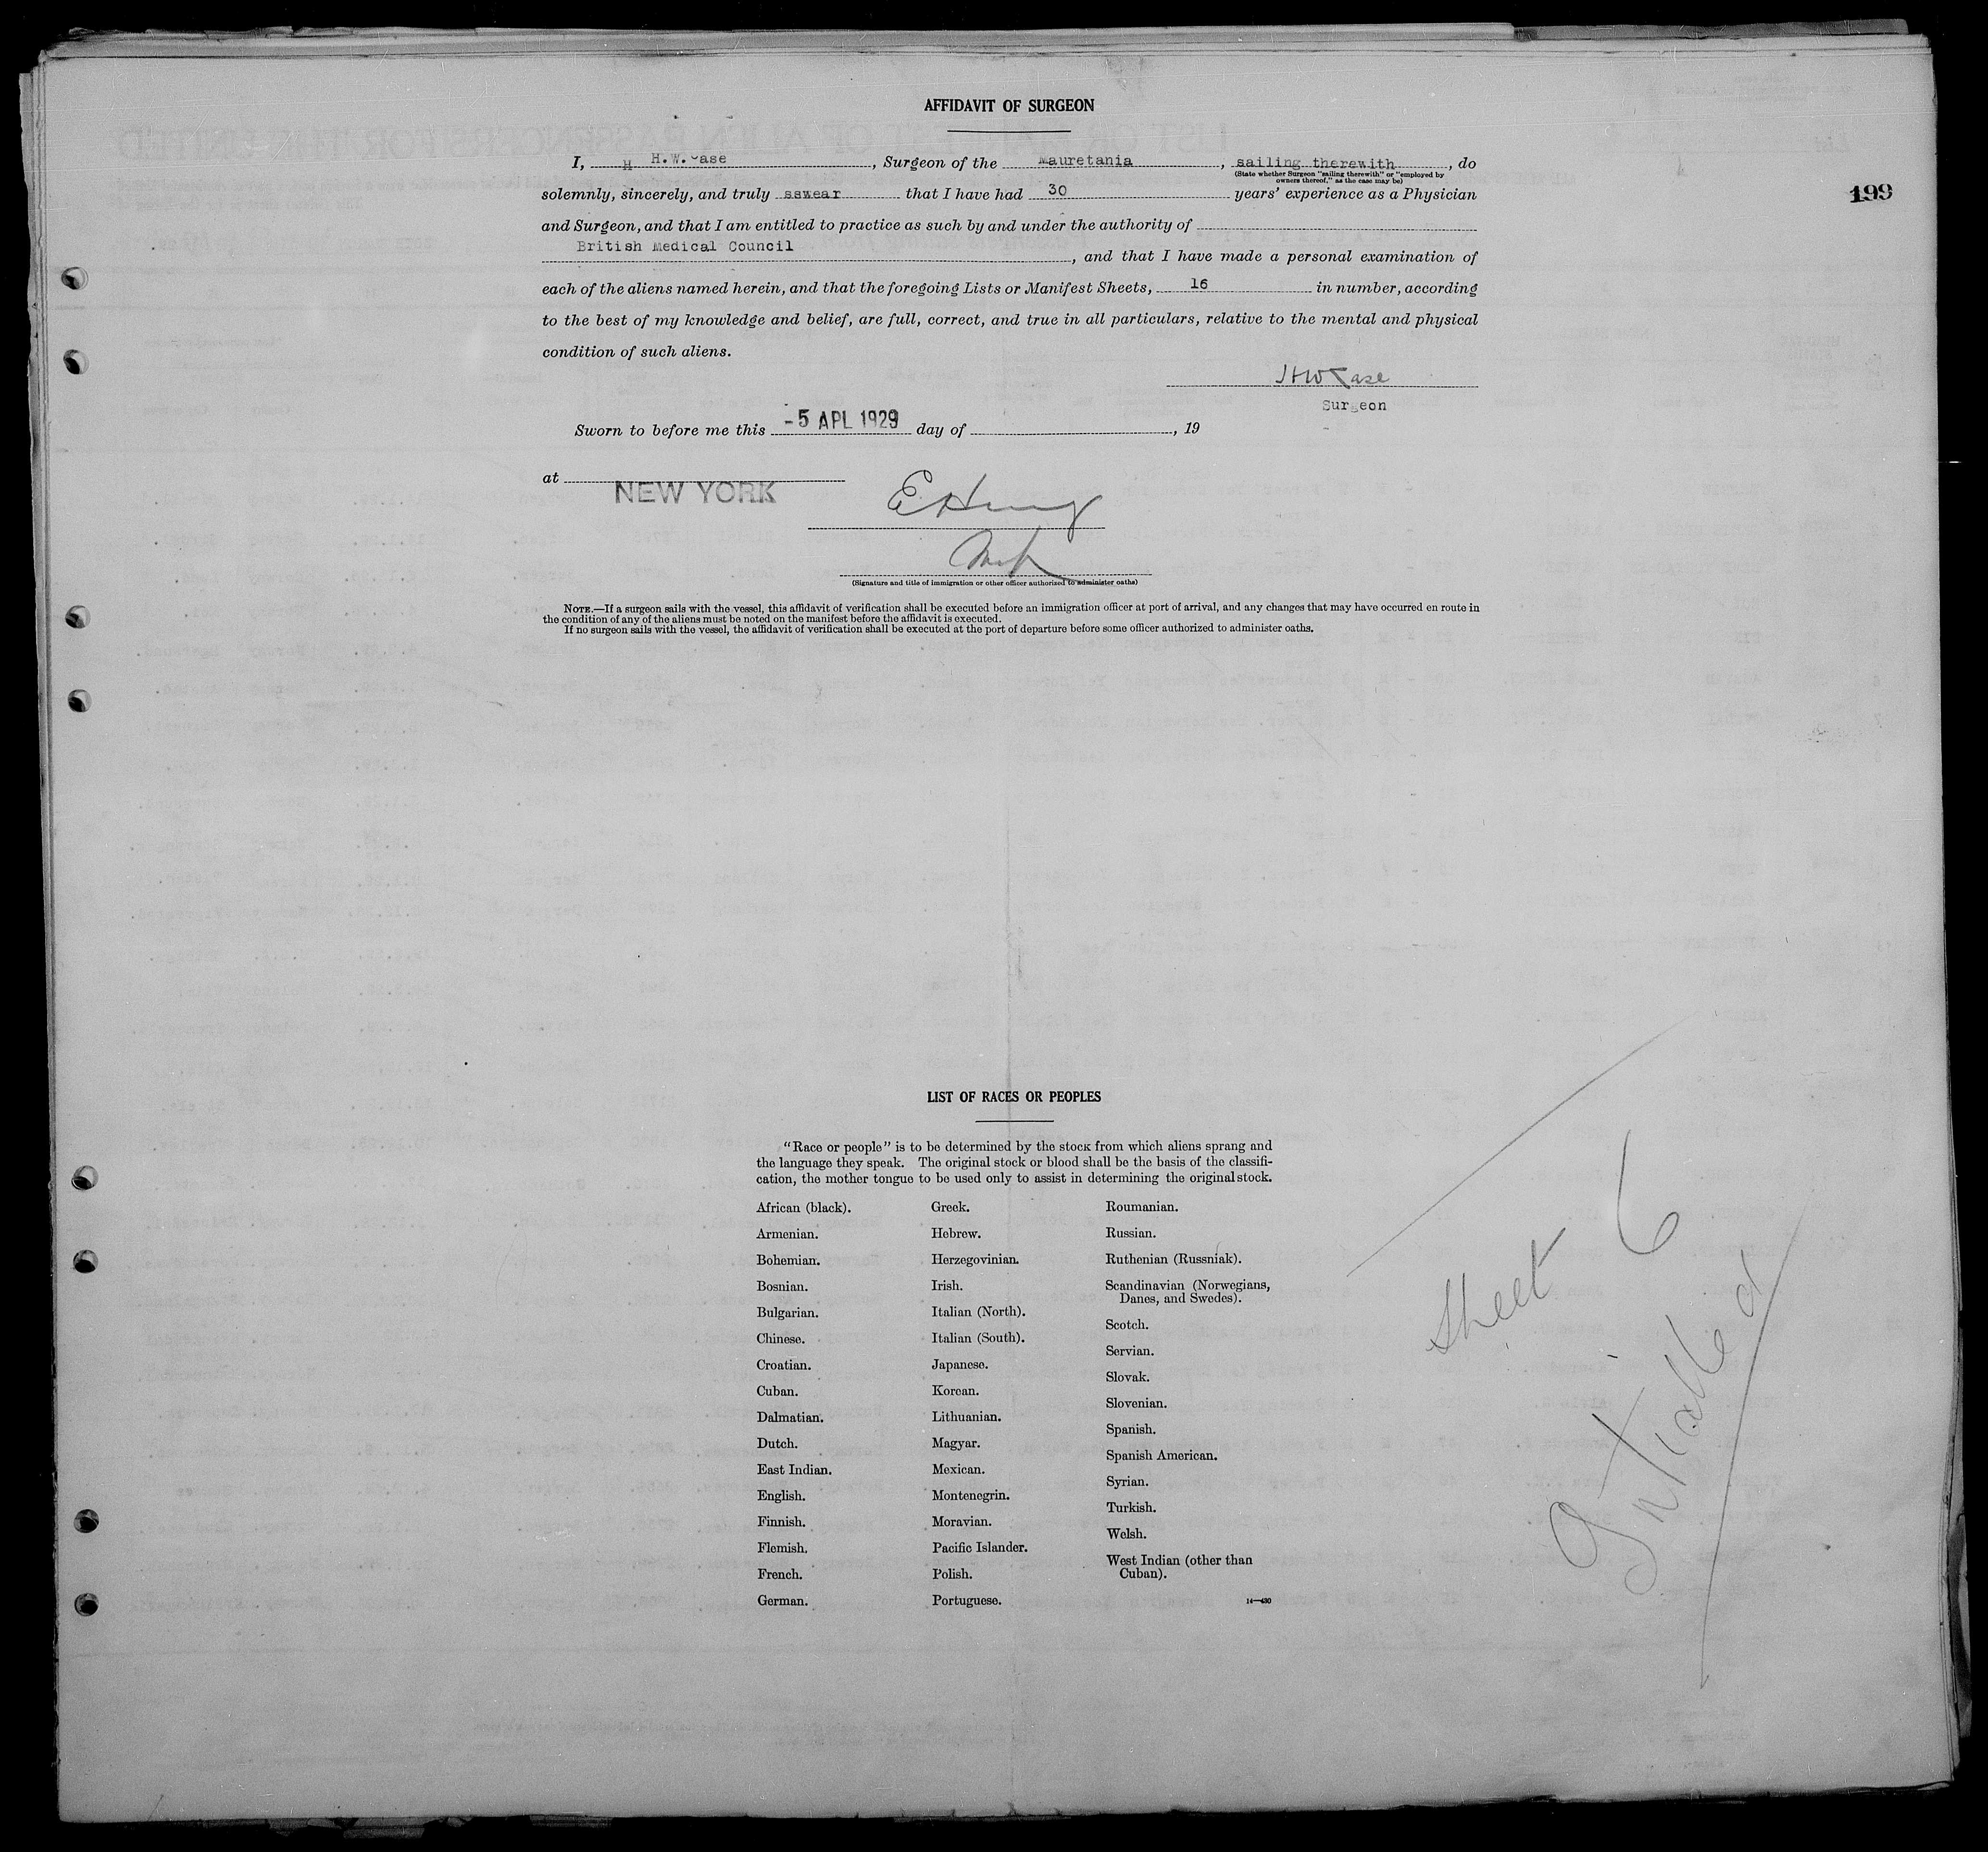 AFFIDAVIT OF SURGEON
199
I, H H.W. Case, Surgeon of the Mauretania, sailing therewith, do
(State whether Surgeon "sailing therewith" or "employed by
owners thereof," as the case may be)
solemnly, sincerely, and truly sswear that I have had 30 years' experience as a Physician
and Surgeon, and that I am entitled to practice as such by and under the authority of
British Medical Council, and that I have made a personal examination of
each of the aliens named herein, and that the foregoing Lists or Manifest Sheets, 16 in number, according
to the best of my knowledge and belief, are full, correct, and true in all particulars, relative to the mental and physical
condition of such aliens.
HWCase
Surgeon
Sworn to before me this -5 APL 1929 day of , 19
at NEW YORK
(Signature and title of immigration or other officer authorized to administer oaths)
NOTE.—If a surgeon sails with the vessel, this affidavit of verification shall be executed before an immigration officer at port of arrival, and any changes that may have occurred en route in
the condition of any of the aliens must be noted on the manifest before the affidavit is executed.
If no surgeon sails with the vessel, the affidavit of verification shall be executed at the port of departure before some officer authorized to administer oaths.
LIST OF RACES OR PEOPLES
"Race or people" is to be determined by the stock from which aliens sprang and
the language they speak. The original stock or blood shall be the basis of the classifi-
cation, the mother tongue to be used only to assist in determining the original stock.
African (black).
Armenian.
Bohemian.
Bosnian.
Bulgarian.
Chinese.
Croatian.
Cuban.
Dalmatian.
Dutch.
East Indian.
English.
Finnish.
Flemish.
French.
German.
Greek.
Hebrew.
Herzegovinian.
Irish.
Italian (North).
Italian (South).
Japanese.
Korean.
Lithuanian.
Magyar.
Mexican.
Montenegrin.
Moravian.
Pacific Islander.
Polish.
Portuguese.
Roumanian.
Russian.
Ruthenian (Russniak).
Scandinavian (Norwegians,
Danes, and Swedes).
Scotch.
Servian.
Slovak.
Slovenian.
Spanish.
Spanish American.
Syrian.
Turkish.
Welsh.
West Indian (other than
Cuban).
14—430
Sheet 6
Initialled